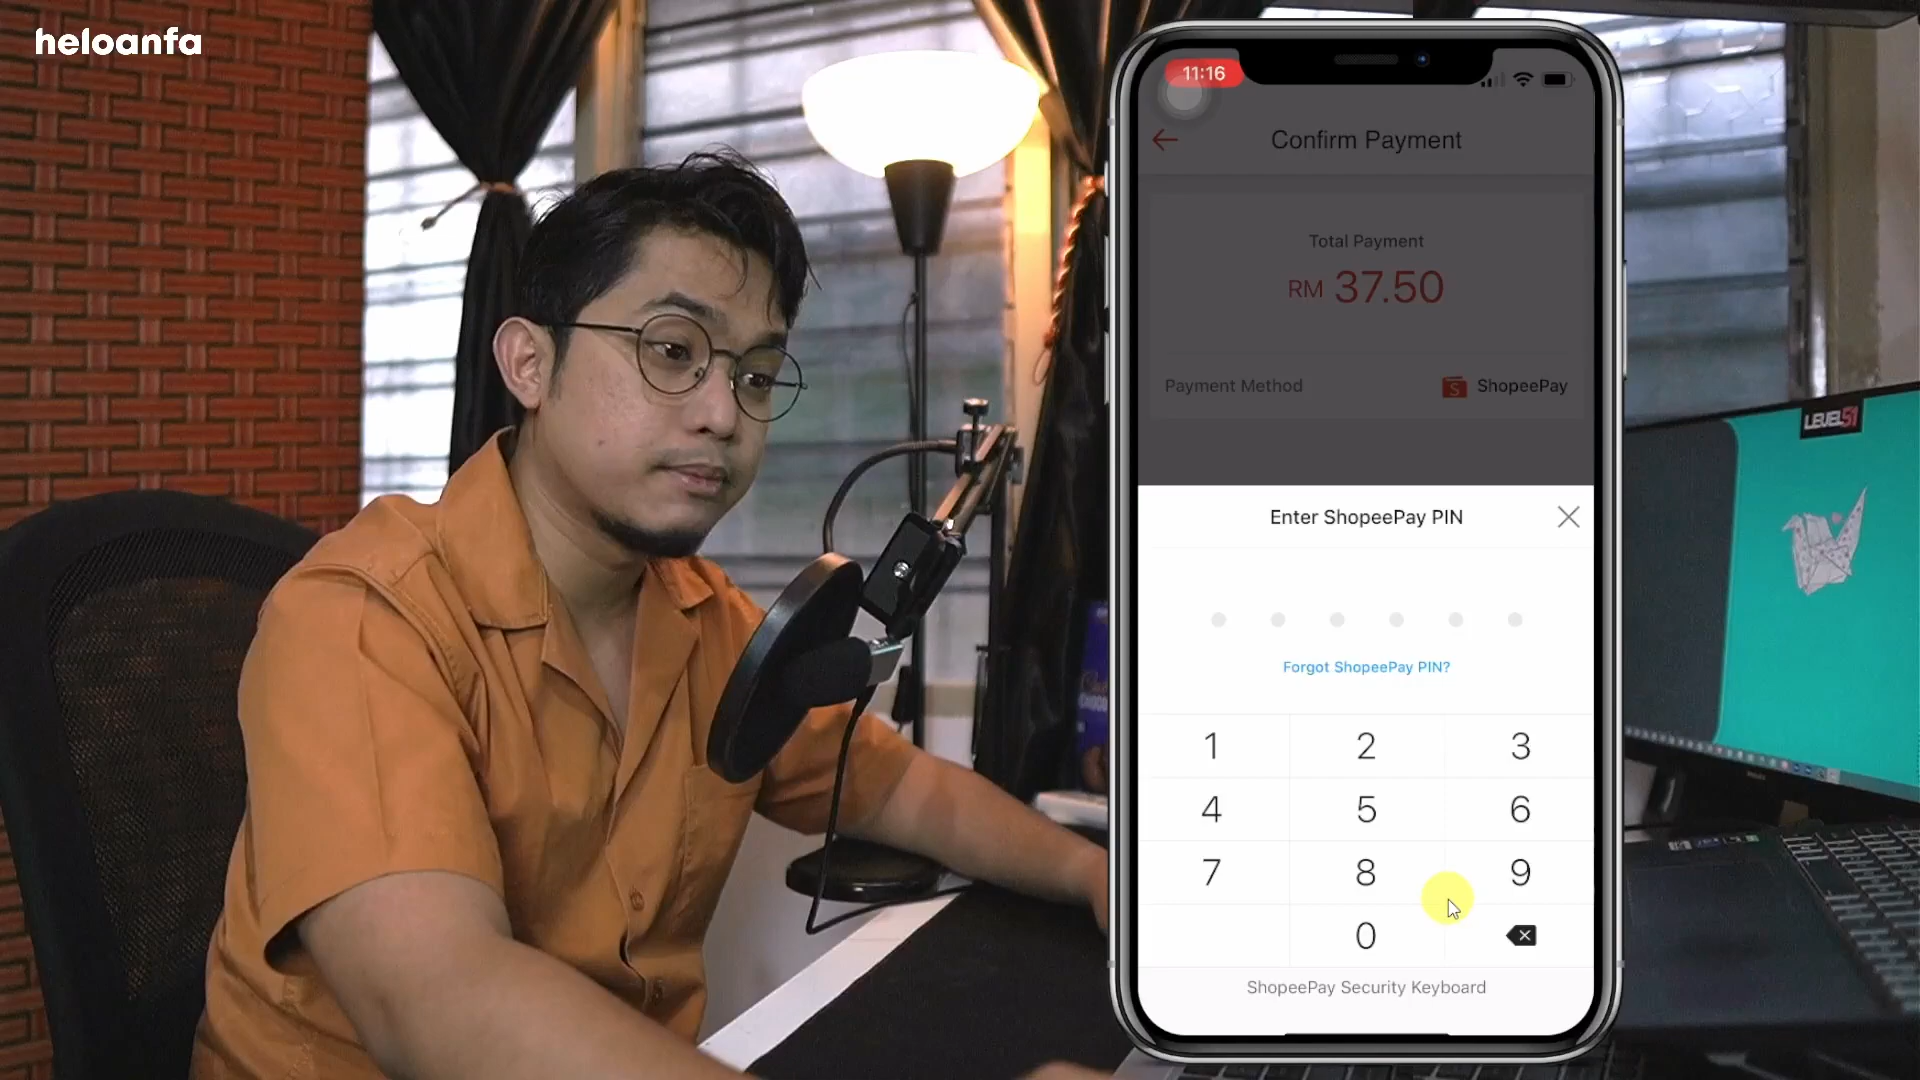 heloanfa
11:16
Confirm Payment
Total Payment
RM 37.50
Payment Method
ShopeePay
Enter ShopeePay PIN
Forgot ShopeePay PIN?
1 2 3
4 5 6
7 8 9
0
ShopeePay Security Keyboard
LEVEL51